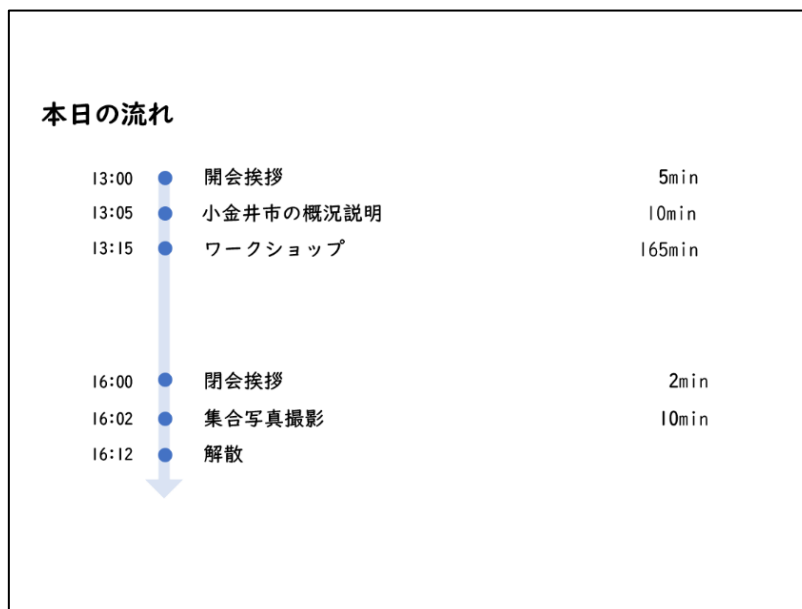 本日の流れ
13:00 開会挨拶 5min
13:05 小金井市の概況説明 10min
13:15 ワークショップ 165min
16:00 閉会挨拶 2min
16:02 集合写真撮影 10min
16:12 解散